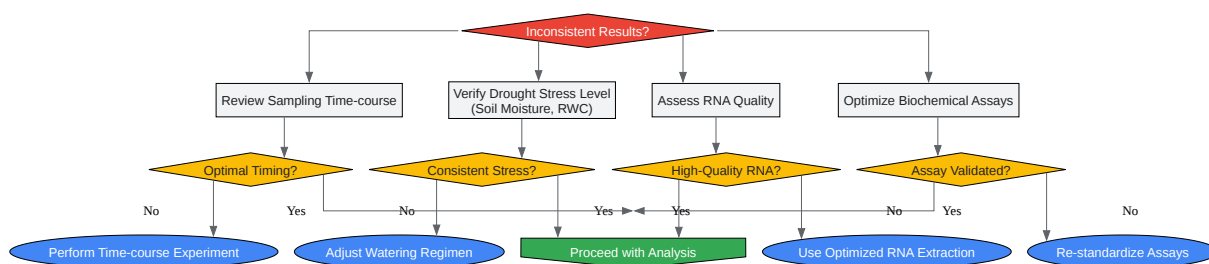 Inconsistent Results?
Review Sampling Time-course
Verify Drought Stress Level
(Soil Moisture, RWC)
Assess RNA Quality
Optimize Biochemical Assays
Optimal Timing?
Consistent Stress?
High-Quality RNA?
Assay Validated?
No
Yes
No
Yes
Yes
No
Yes
No
Perform Time-course Experiment
Adjust Watering Regimen
Proceed with Analysis
Use Optimized RNA Extraction
Re-standardize Assays